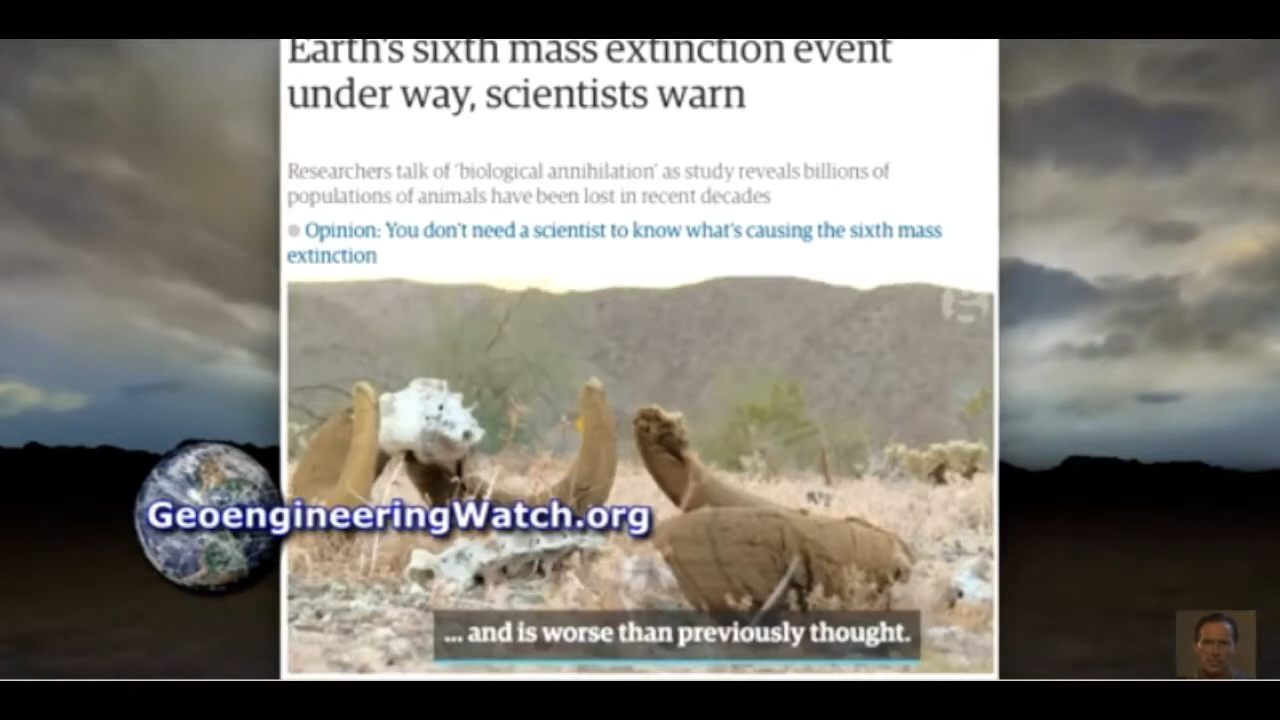 Earth's sixth mass extinction event
under way, scientists warn
Researchers talk of 'biological annihilation' as study reveals billions of
populations of animals have been lost in recent decades
Opinion: You don't need a scientist to know what's causing the sixth mass
extinction
GeoengineeringWatch.org
... and is worse than previously thought.